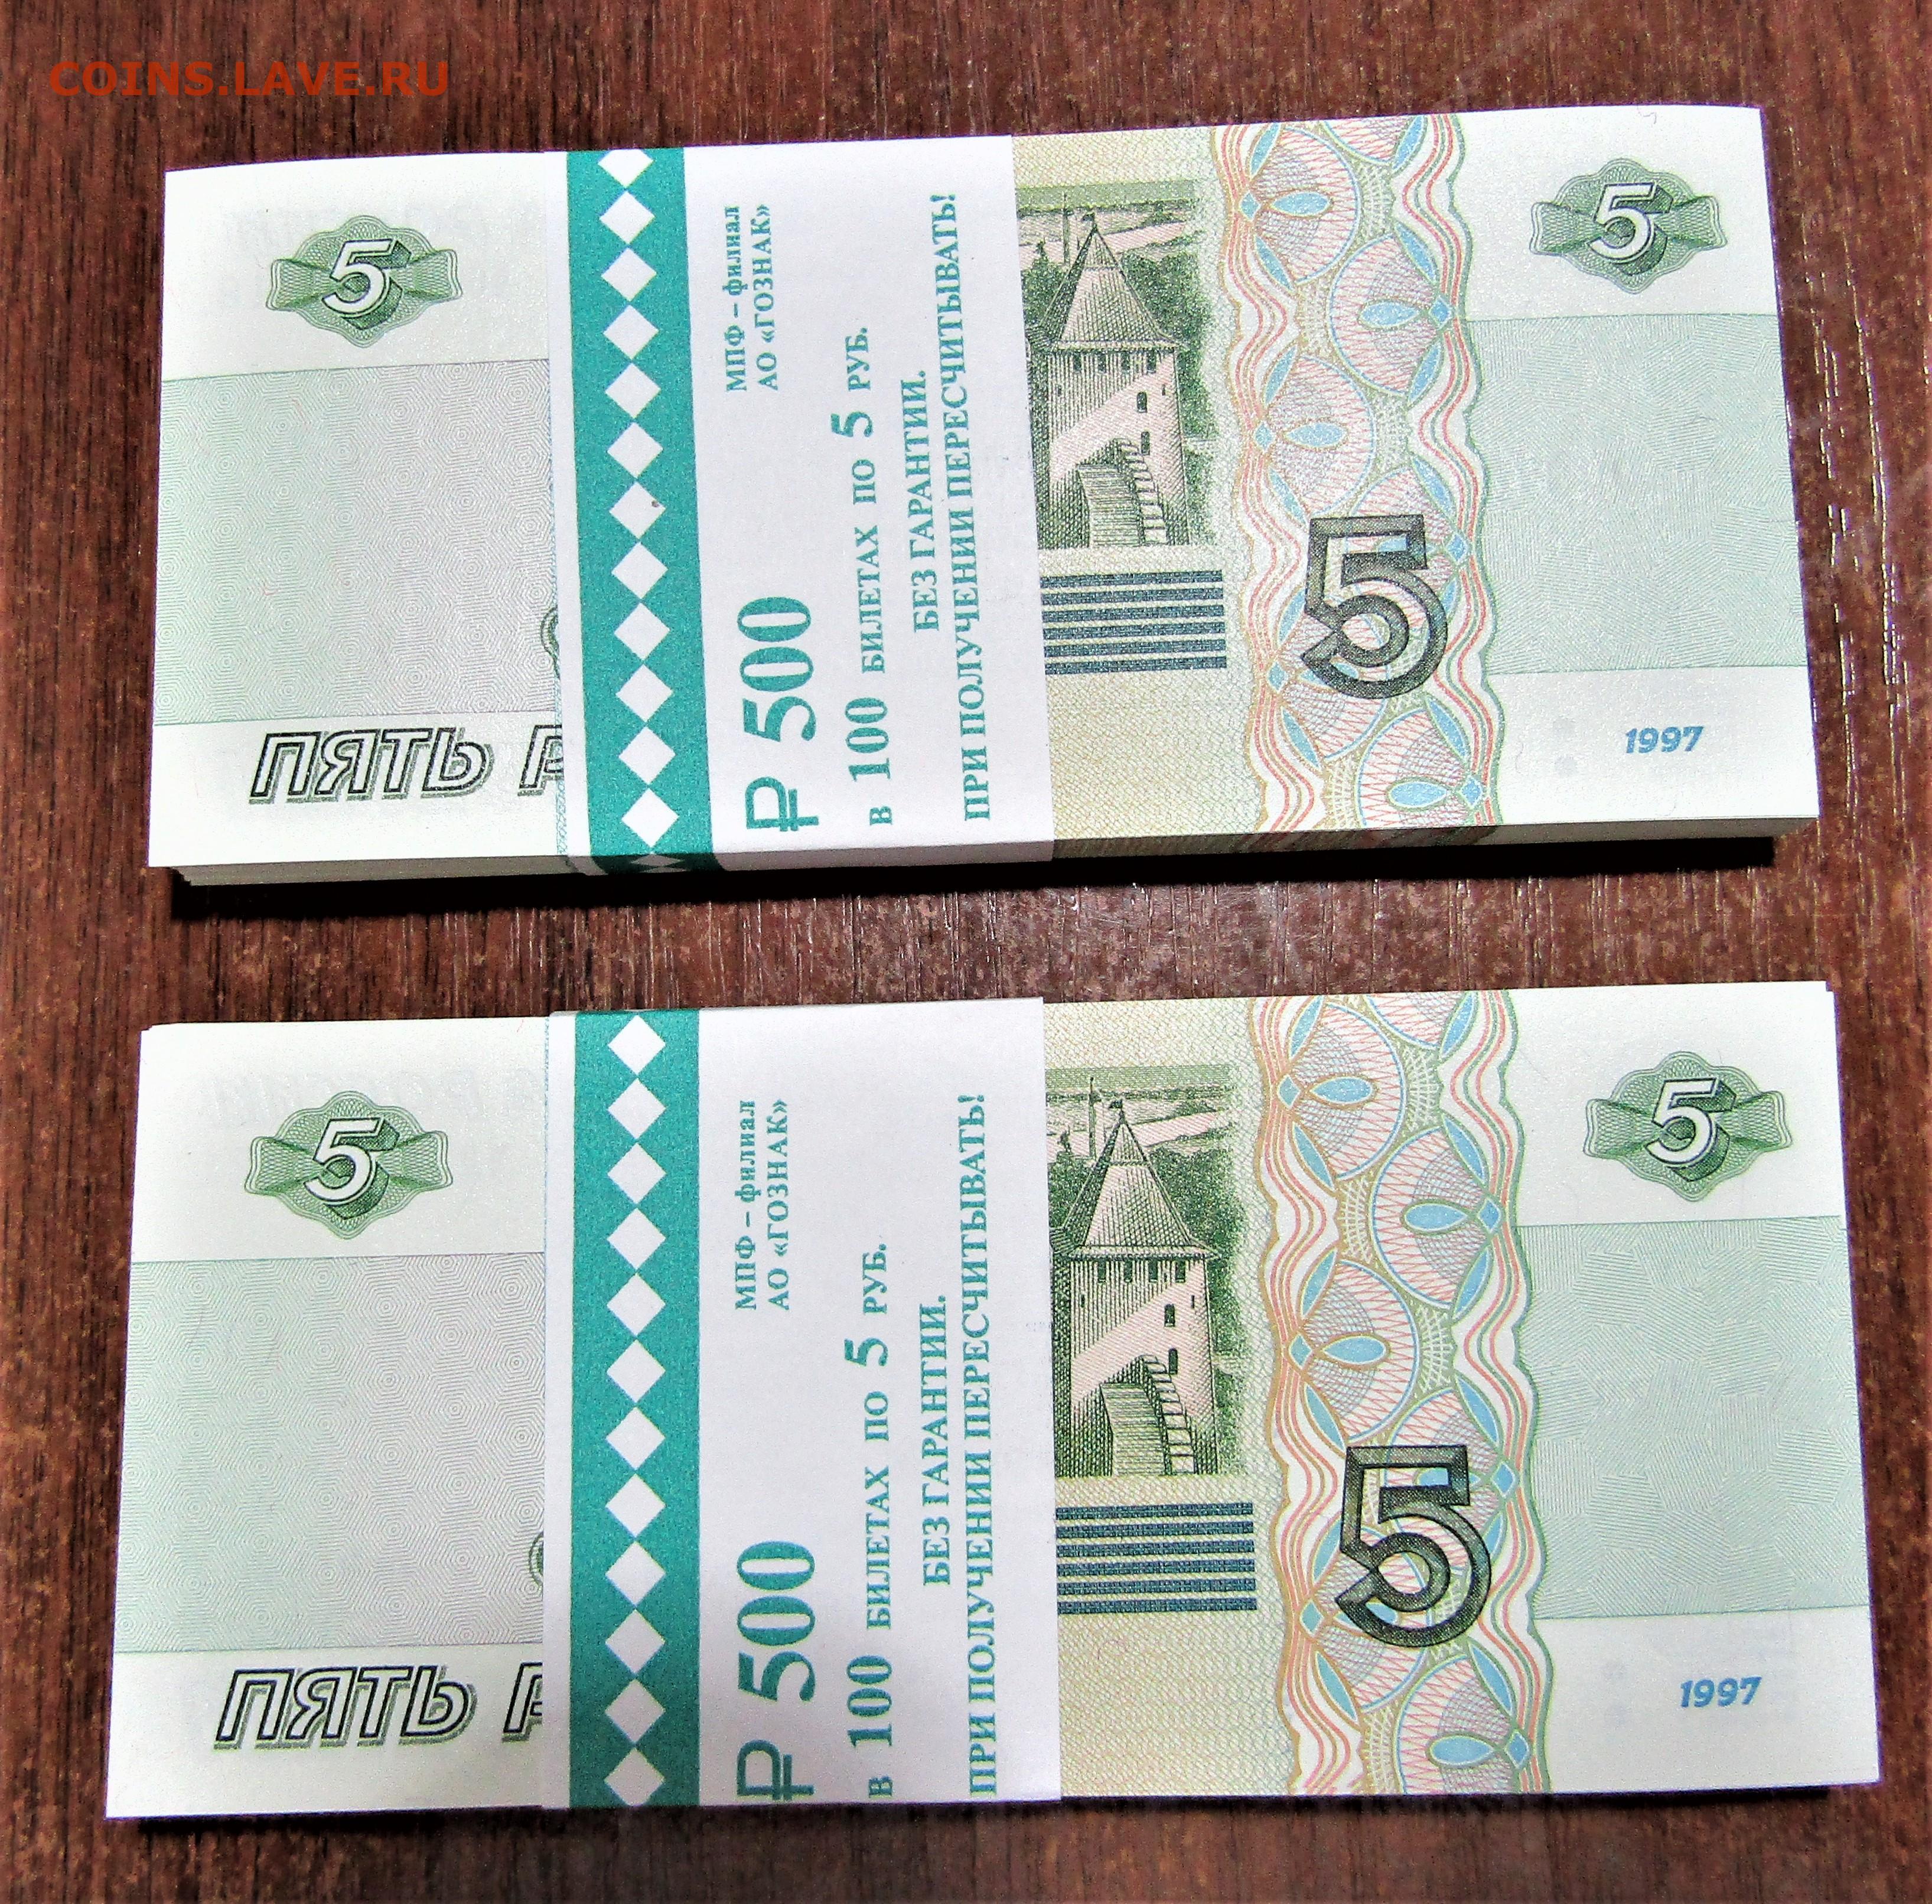 COINS.LAVE.RU
5
МПФ – филиал
АО «ГОЗНАК»
₽ 500
в 100 БИЛЕТАХ ПО 5 РУБ.
БЕЗ ГАРАНТИИ.
ПРИ ПОЛУЧЕНИИ ПЕРЕСЧИТЫВАТЬ!
5
5
ПЯТЬ Р
1997
5
МПФ – филиал
АО «ГОЗНАК»
₽ 500
в 100 БИЛЕТАХ ПО 5 РУБ.
БЕЗ ГАРАНТИИ.
ПРИ ПОЛУЧЕНИИ ПЕРЕСЧИТЫВАТЬ!
5
5
ПЯТЬ Р
1997